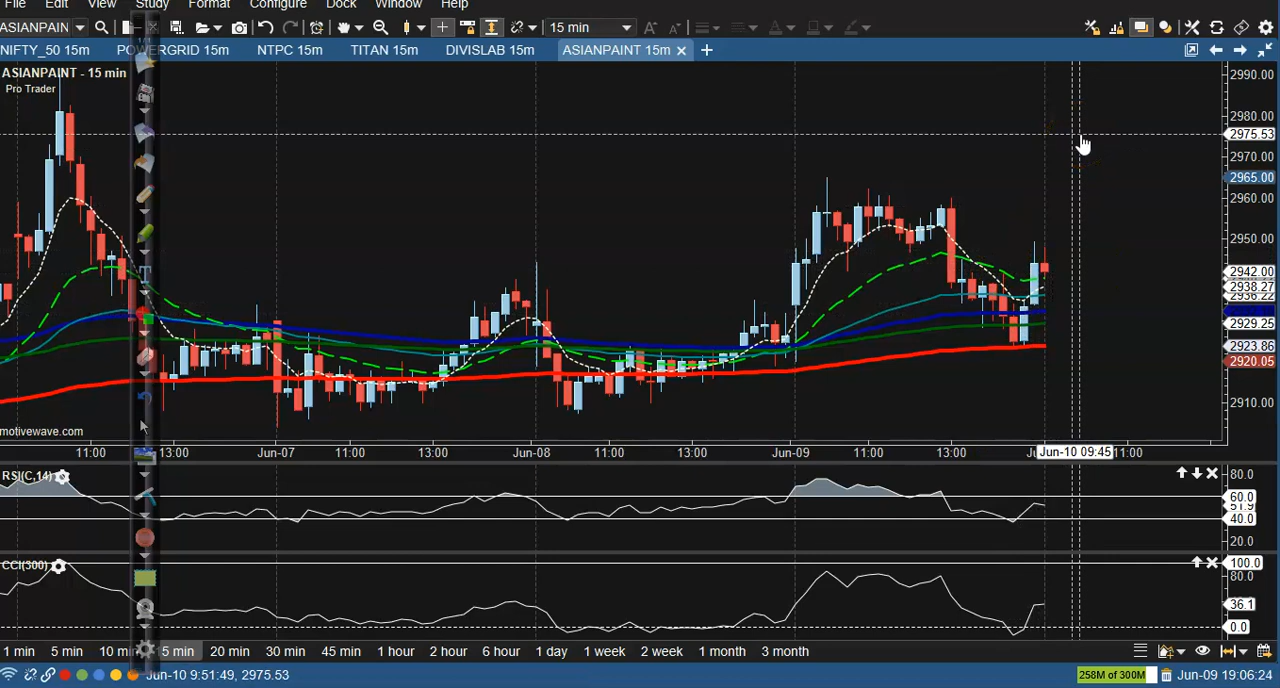 File Edit View Study Format Configure Dock Window Help
ASIANPAIN 15 min
NIFTY_50 15m POWERGRID 15m NTPC 15m TITAN 15m DIVISLAB 15m ASIANPAINT 15m
ASIANPAINT - 15 min
Pro Trader
2990.00
2980.00
2975.53
2970.00
2965.00
2960.00
2950.00
2942.00
2938.27
2936.22
2929.25
2923.86
2920.05
2910.00
motivewave.com
11:00 13:00 Jun-07 11:00 13:00 Jun-08 11:00 13:00 Jun-09 11:00 13:00 Jun-10 09:45 11:00
RSI(C,14)
80.0
60.0
51.9
40.0
20.0
CCI(300)
100.0
80.0
36.1
0.0
1 min 5 min 10 min 5 min 20 min 30 min 45 min 1 hour 2 hour 6 hour 1 day 1 week 2 week 1 month 3 month
Jun-10 9:51:49, 2975.53 258M of 300M Jun-09 19:06:24